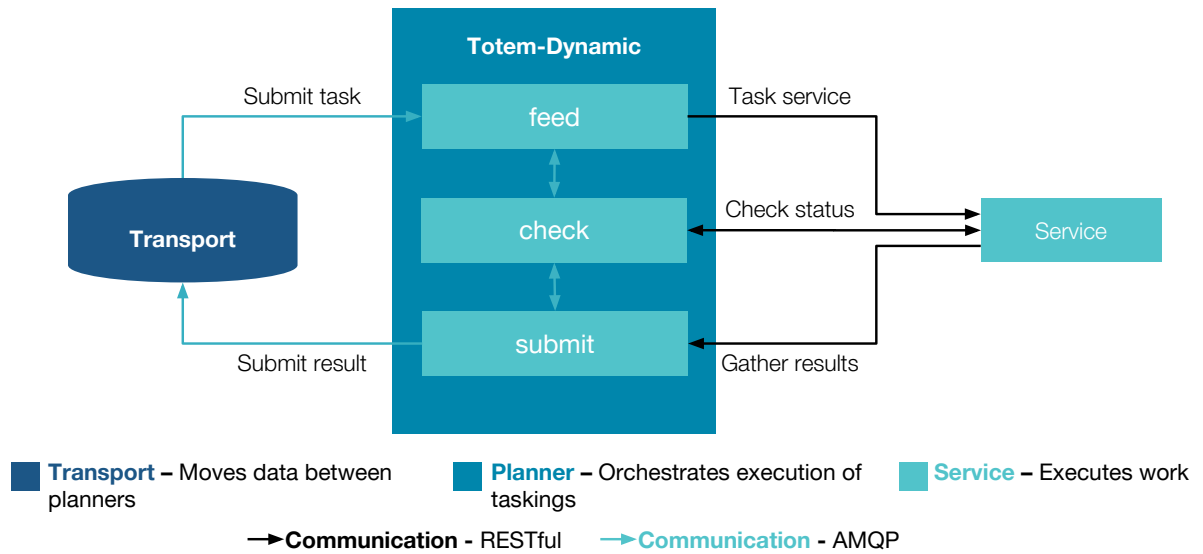 Totem-Dynamic
Submit task
feed
Task service
Transport
check
Check status
Service
submit
Submit result
Gather results
Transport – Moves data between
planners
Planner – Orchestrates execution of
taskings
Service – Executes work
Communication - RESTful
Communication - AMQP